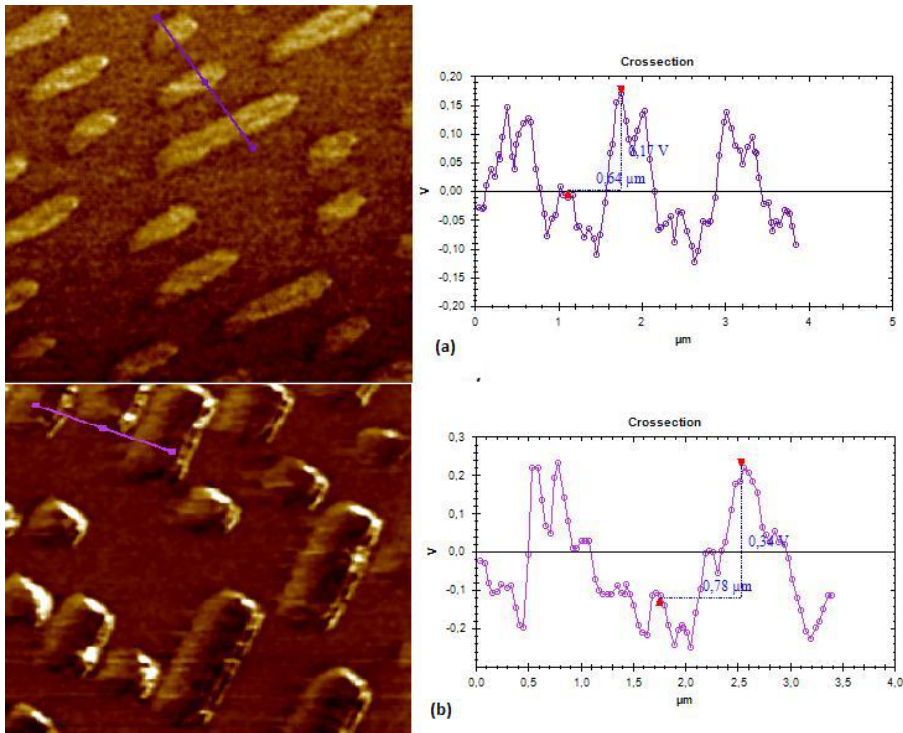 Crossection
0,20
0,15
0,10
0,05
0,00
-0,05
-0,10
-0,15
-0,20
V
0,17 V
0,64 µm
0 1 2 3 4 5
µm
(a)
Crossection
0,3
0,2
0,1
0,0
-0,1
-0,2
V
0,34 V
0,78 µm
0,0 0,5 1,0 1,5 2,0 2,5 3,0 3,5 4,0
µm
(b)